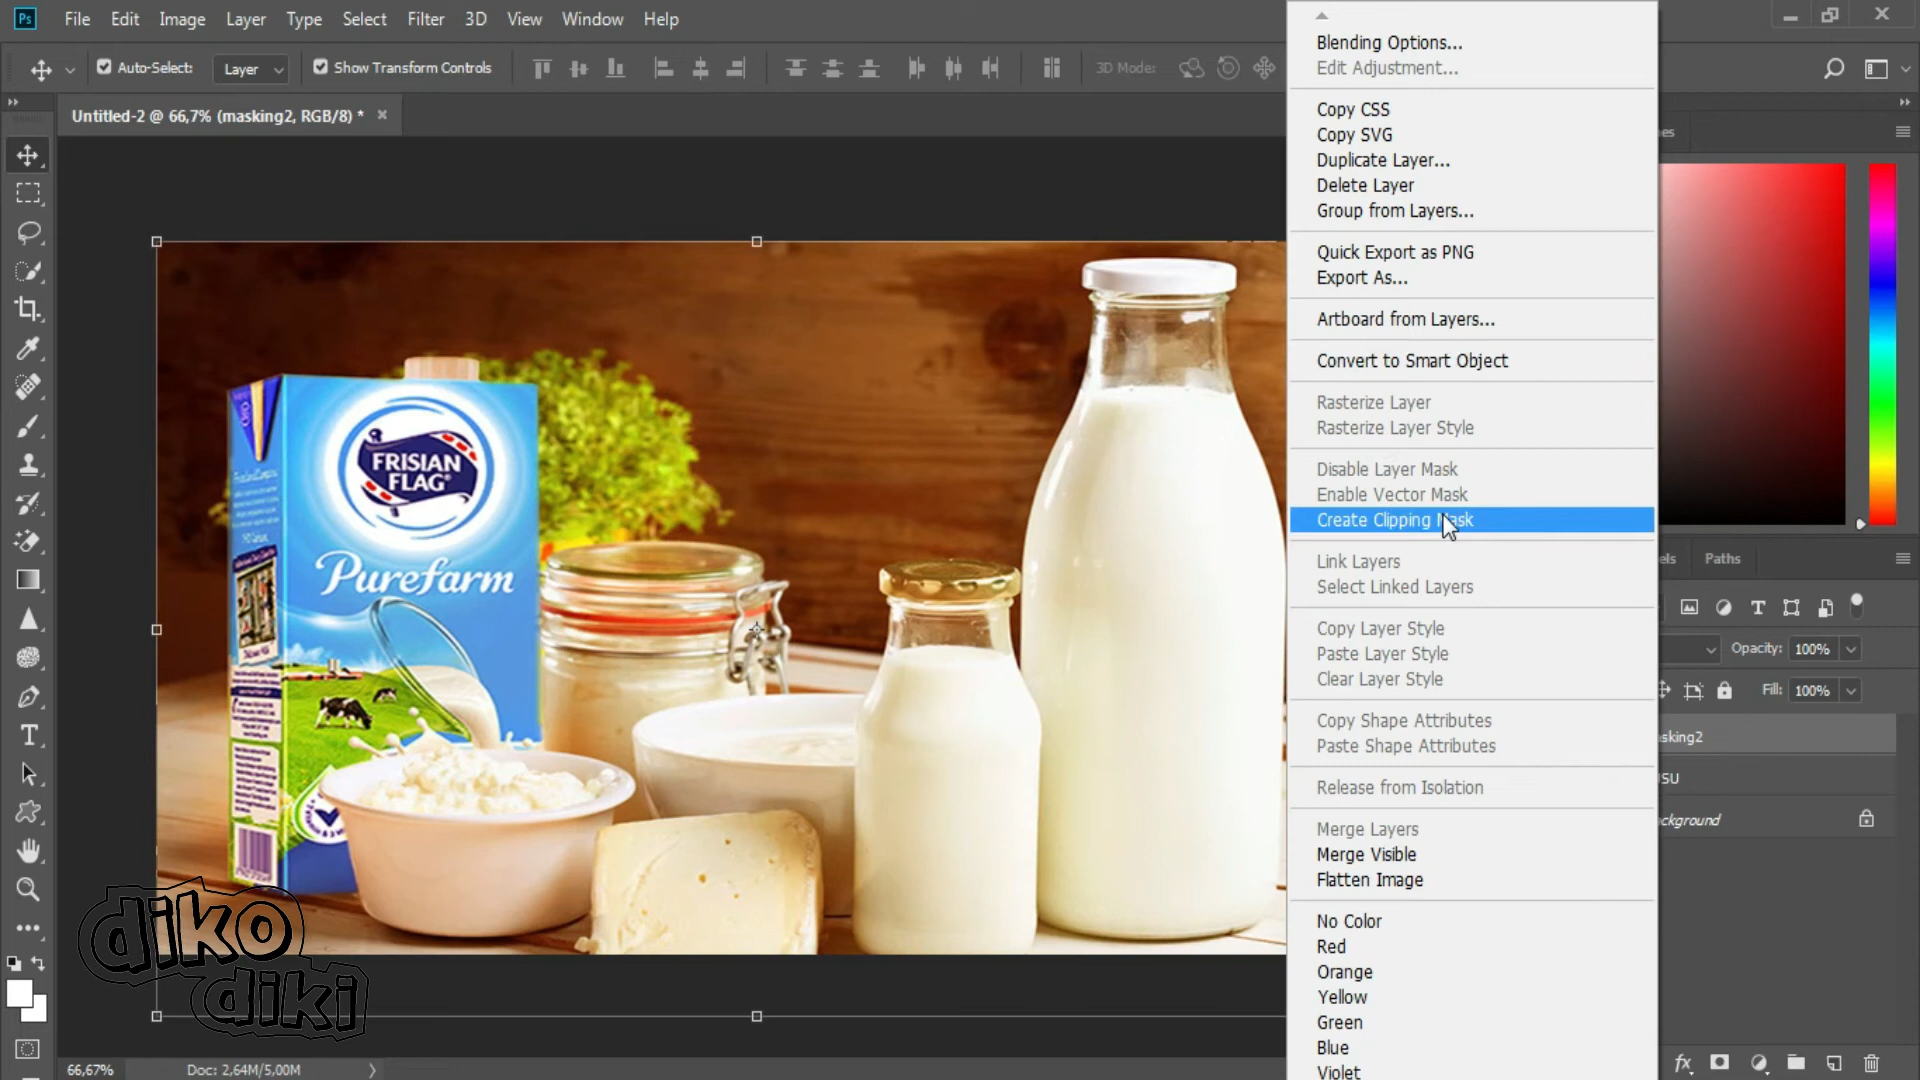 Ps
File Edit Image Layer Type Select Filter 3D View Window Help
Auto-Select: Layer Show Transform Controls 3D Mode:
Untitled-2 @ 66,7% (masking2, RGB/8) *
FRISIAN
FLAG®
Purefarm
diko
diki
66,67% Doc: 2,64M/5,00M
Blending Options...
Edit Adjustment...
Copy CSS
Copy SVG
Duplicate Layer...
Delete Layer
Group from Layers...
Quick Export as PNG
Export As...
Artboard from Layers...
Convert to Smart Object
Rasterize Layer
Rasterize Layer Style
Disable Layer Mask
Enable Vector Mask
Create Clipping Mask
Link Layers
Select Linked Layers
Copy Layer Style
Paste Layer Style
Clear Layer Style
Copy Shape Attributes
Paste Shape Attributes
Release from Isolation
Merge Layers
Merge Visible
Flatten Image
No Color
Red
Orange
Yellow
Green
Blue
Violet
es
els Paths
Opacity: 100%
Fill: 100%
sking2
SU
ckground
fx